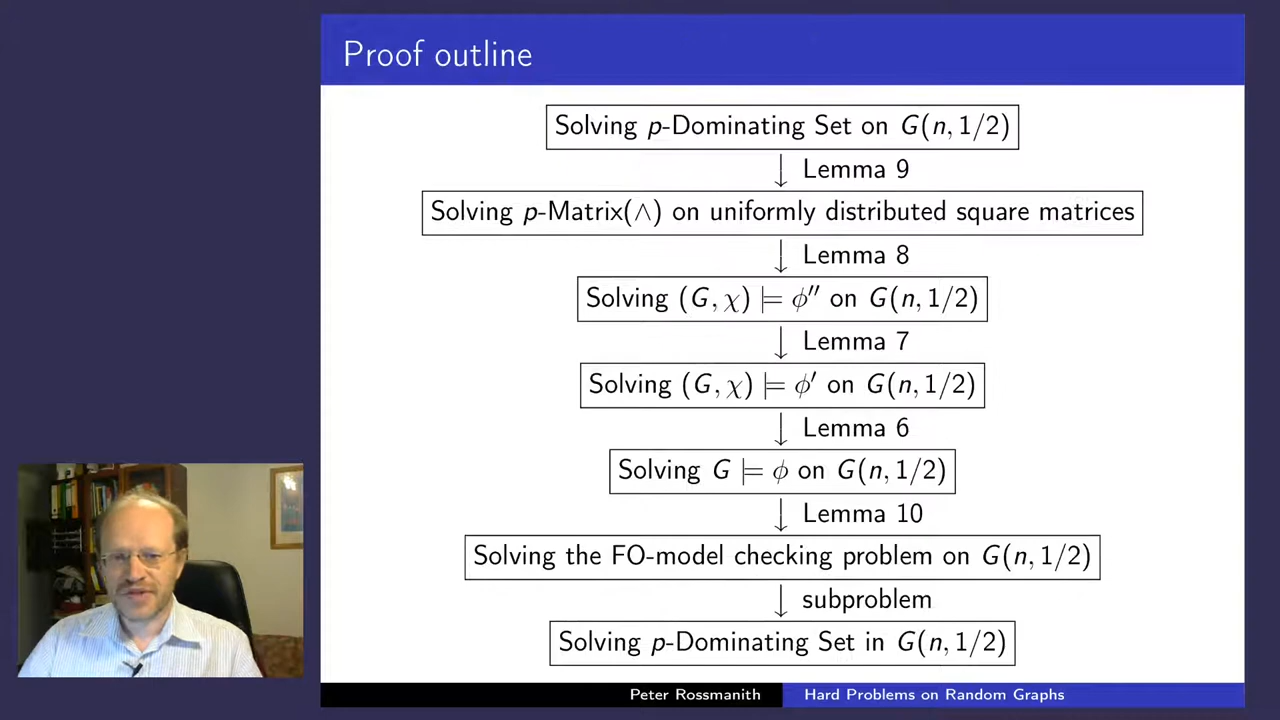 Proof outline
Solving p-Dominating Set on G(n, 1/2)
↓ Lemma 9
Solving p-Matrix(∧) on uniformly distributed square matrices
↓ Lemma 8
Solving (G, χ) ⊨ ϕ′′ on G(n, 1/2)
↓ Lemma 7
Solving (G, χ) ⊨ ϕ′ on G(n, 1/2)
↓ Lemma 6
Solving G ⊨ ϕ on G(n, 1/2)
↓ Lemma 10
Solving the FO-model checking problem on G(n, 1/2)
↓ subproblem
Solving p-Dominating Set in G(n, 1/2)
Peter Rossmanith Hard Problems on Random Graphs